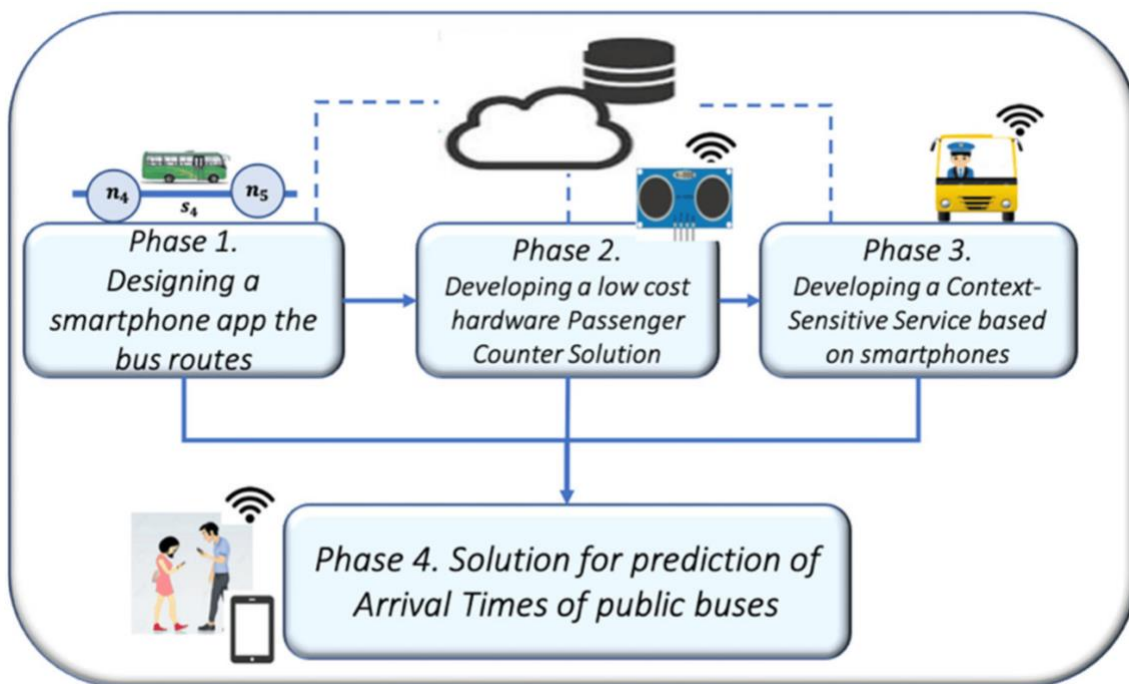 n₄
n₅
s₄
Phase 1.
Designing a
smartphone app the
bus routes
Phase 2.
Developing a low cost
hardware Passenger
Counter Solution
Phase 3.
Developing a Context-
Sensitive Service based
on smartphones
Phase 4. Solution for prediction of
Arrival Times of public buses